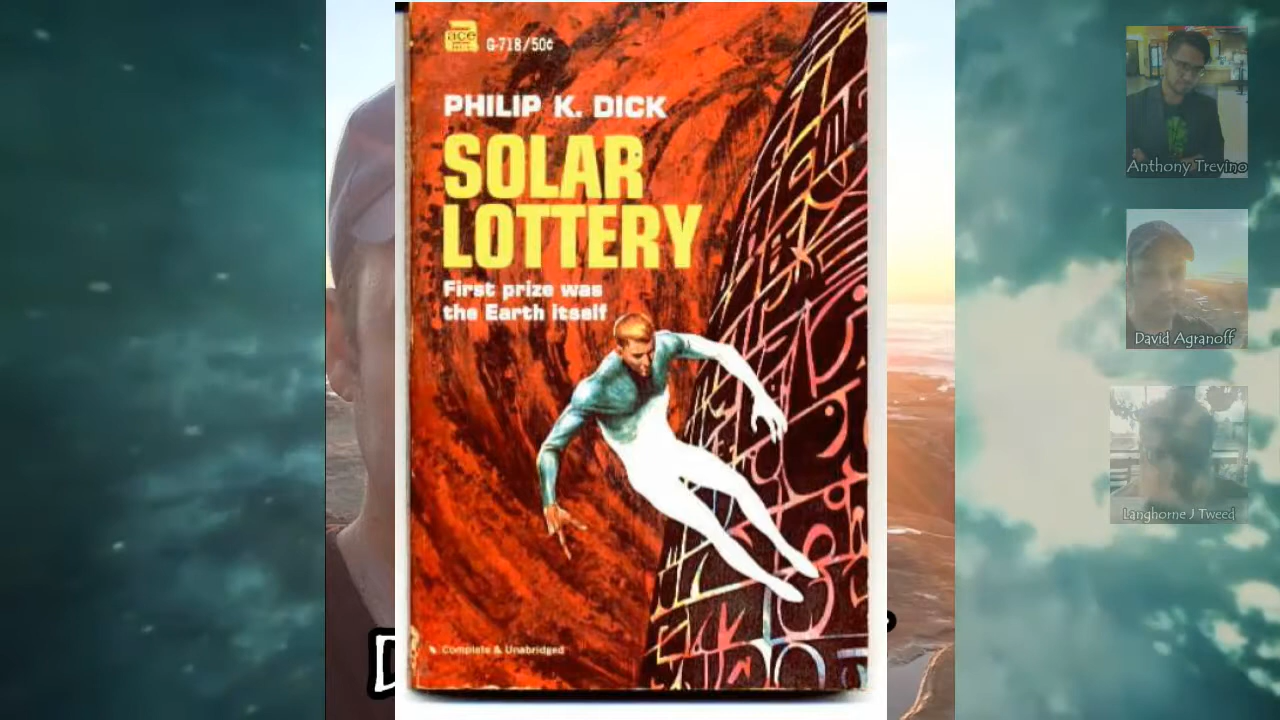 ace
G-718/50¢
PHILIP K. DICK
SOLAR
LOTTERY
First prize was
the Earth itself
Complete & Unabridged
Anthony Trevino
David Agranoff
Langhorne J Tweed
D